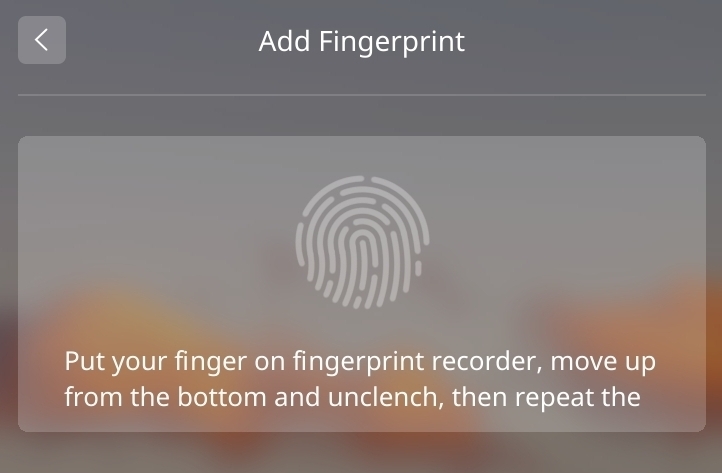 Add Fingerprint
Put your finger on fingerprint recorder, move up
from the bottom and unclench, then repeat the